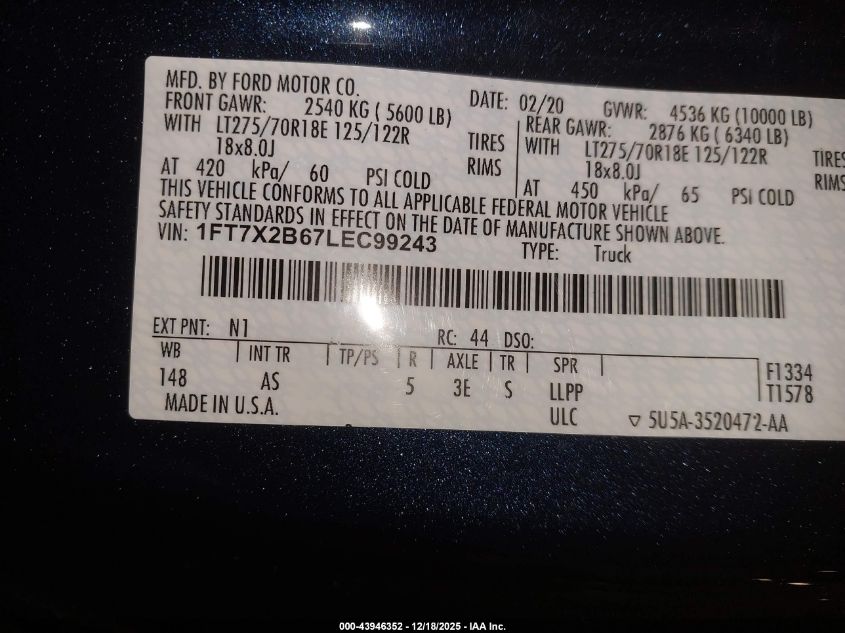 MFD. BY FORD MOTOR CO.
DATE: 02/20 GVWR: 4536 KG (10000 LB)
FRONT GAWR: 2540 KG ( 5600 LB)
WITH LT275/70R18E 125/122R TIRES
18x8.0J RIMS
AT 420 kPa/ 60 PSI COLD
REAR GAWR: 2876 KG ( 6340 LB)
WITH LT275/70R18E 125/122R TIRES
18x8.0J RIMS
AT 450 kPa/ 65 PSI COLD
THIS VEHICLE CONFORMS TO ALL APPLICABLE FEDERAL MOTOR VEHICLE
SAFETY STANDARDS IN EFFECT ON THE DATE OF MANUFACTURE SHOWN ABOVE.
VIN: 1FT7X2B67LEC99243
TYPE: Truck
EXT PNT: N1 RC: 44 DSO:
WB INT TR TP/PS R AXLE TR SPR
148 AS 5 3E S LLPP
ULC
F1334
T1578
MADE IN U.S.A.
▽ 5U5A-3520472-AA
000-43946352 - 12/18/2025 - IAA Inc.